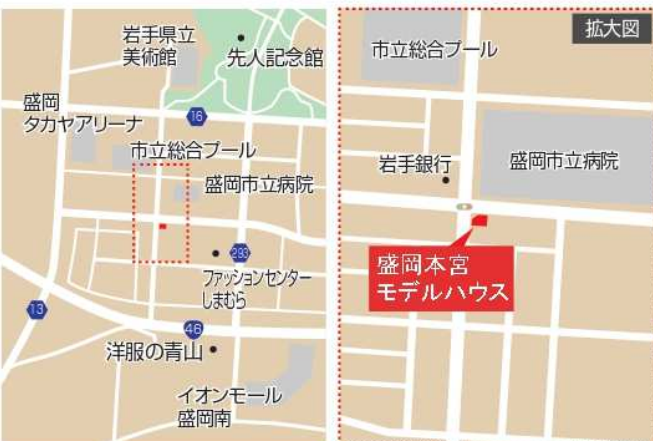 岩手県立
美術館
先人記念館
盛岡
タカヤアリーナ
16
市立総合プール
盛岡市立病院
293
ファッションセンター
しまむら
13
46
洋服の青山
イオンモール
盛岡南
拡大図
市立総合プール
岩手銀行
盛岡市立病院
盛岡本宮
モデルハウス